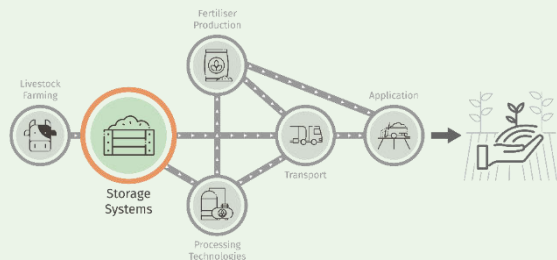 Fertiliser
Production
Livestock
Farming
Application
Storage
Systems
Transport
Processing
Technologies